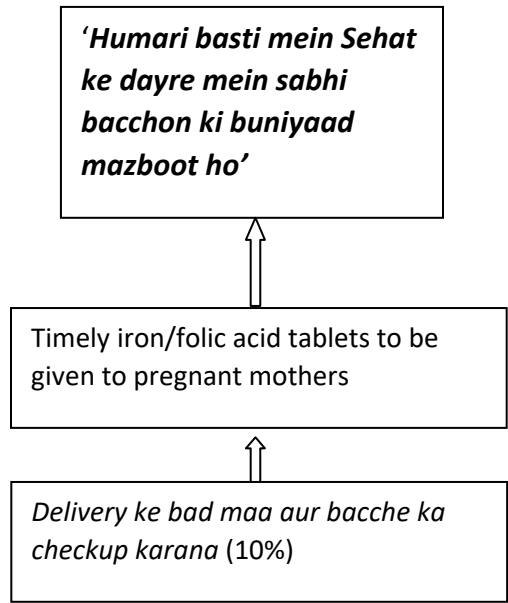 ‘Humari basti mein Sehat
ke dayre mein sabhi
bacchon ki buniyaad
mazboot ho’
Timely iron/folic acid tablets to be
given to pregnant mothers
Delivery ke bad maa aur bacche ka
checkup karana (10%)